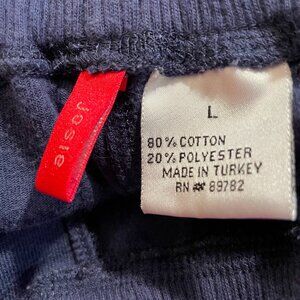 josie
L
80% COTTON
20% POLYESTER
MADE IN TURKEY
RN # 89782